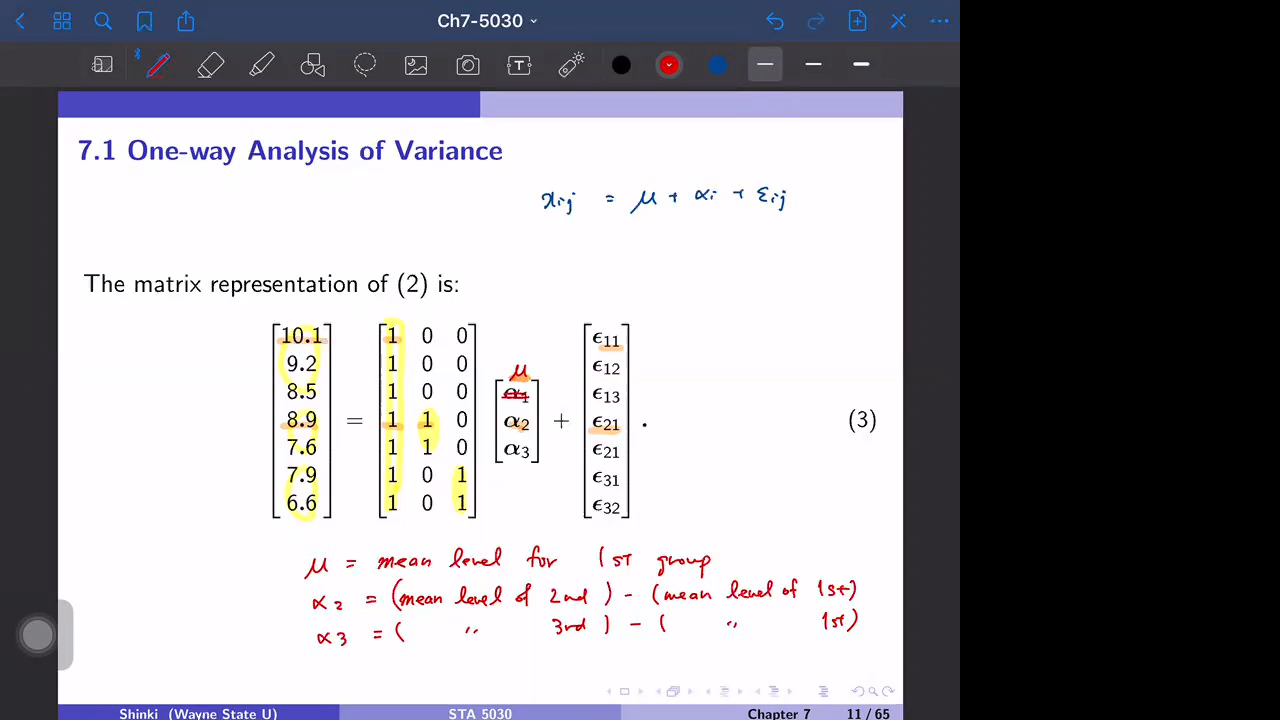 Ch7-5030
T
7.1 One-way Analysis of Variance
xij = μ + αi + εij
The matrix representation of (2) is:
10.1 1 0 0 ϵ11
9.2 1 0 0 μ ϵ12
8.5 1 0 0 α1 ϵ13
8.9 = 1 1 0 α2 + ϵ21 . (3)
7.6 1 1 0 α3 ϵ21
7.9 1 0 1 ϵ31
6.6 1 0 1 ϵ32
μ = mean level for 1st group
α2 = (mean level of 2nd) - (mean level of 1st)
α3 = ( " 3rd ) - ( " 1st)
Shinki (Wayne State U) STA 5030 Chapter 7 11 / 65